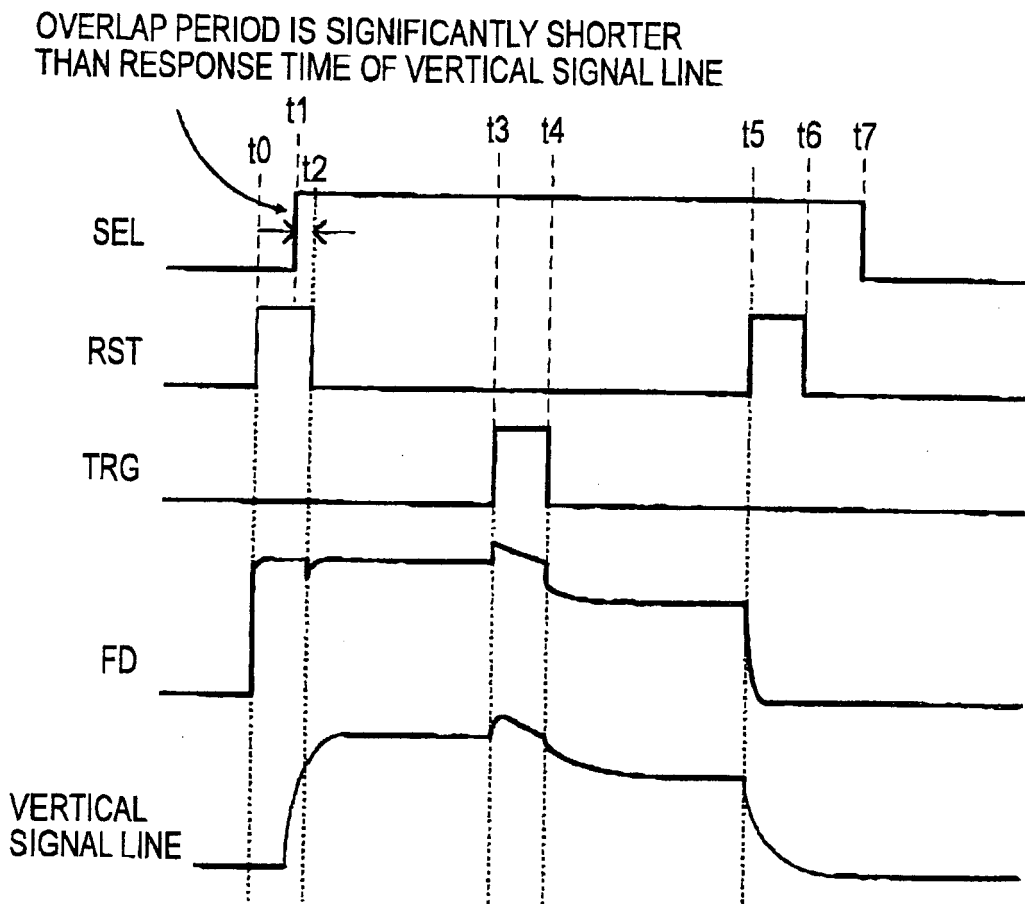 OVERLAP PERIOD IS SIGNIFICANTLY SHORTER
THAN RESPONSE TIME OF VERTICAL SIGNAL LINE
t0
t1
t2
t3
t4
t5
t6
t7
SEL
RST
TRG
FD
VERTICAL
SIGNAL LINE